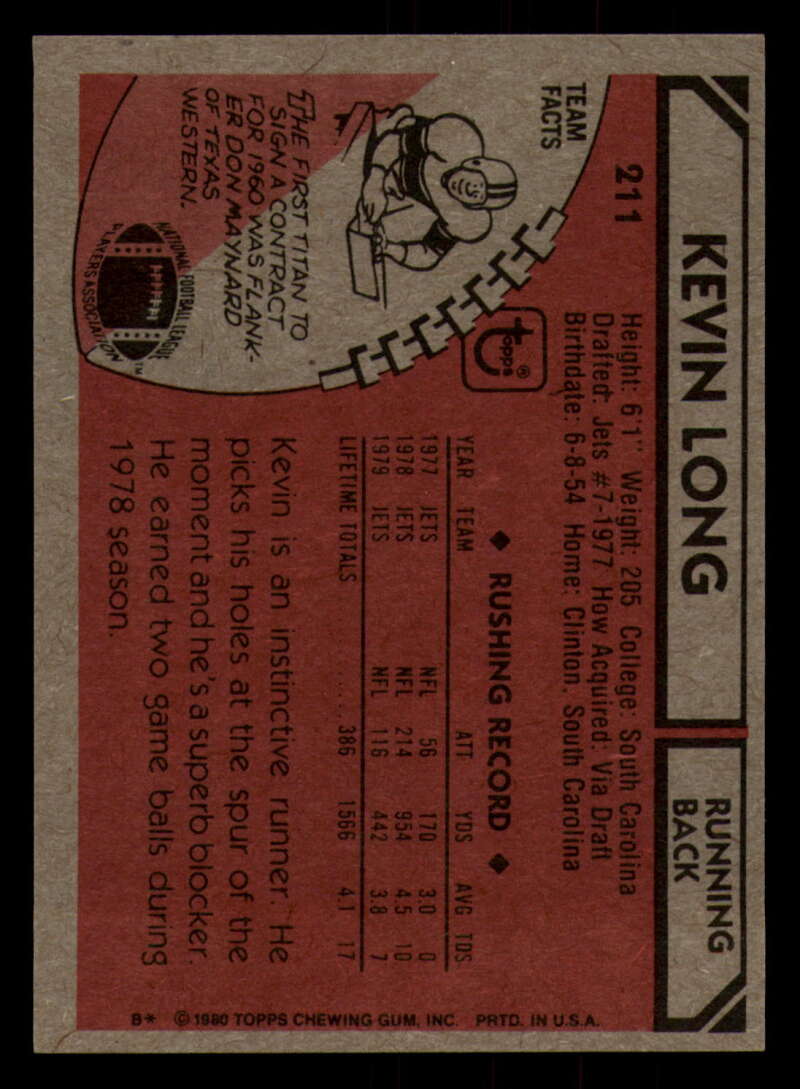 KEVIN LONG
RUNNING
BACK
211
Height: 6'1" Weight: 205 College: South Carolina
Drafted: Jets #7-1977 How Acquired: Via Draft
Birthdate: 6-8-54 Home: Clinton, South Carolina
TEAM
FACTS
THE FIRST TITAN TO
SIGN A CONTRACT
FOR 1960 WAS FLANK-
ER DON MAYNARD
OF TEXAS
WESTERN.
NATIONAL FOOTBALL LEAGUE
PLAYERS ASSOCIATION
TM
topps®
◆ RUSHING RECORD ◆
YEAR TEAM ATT YDS AVG TDS
1977 JETS NFL 56 170 3.0 0
1978 JETS NFL 214 954 4.5 10
1979 JETS NFL 116 442 3.8 7
LIFETIME TOTALS ..... 386 1566 4.1 17
Kevin is an instinctive runner. He
picks his holes at the spur of the
moment and he's a superb blocker.
He earned two game balls during
1978 season.
B* © 1980 TOPPS CHEWING GUM, INC. PRTD. IN U.S.A.